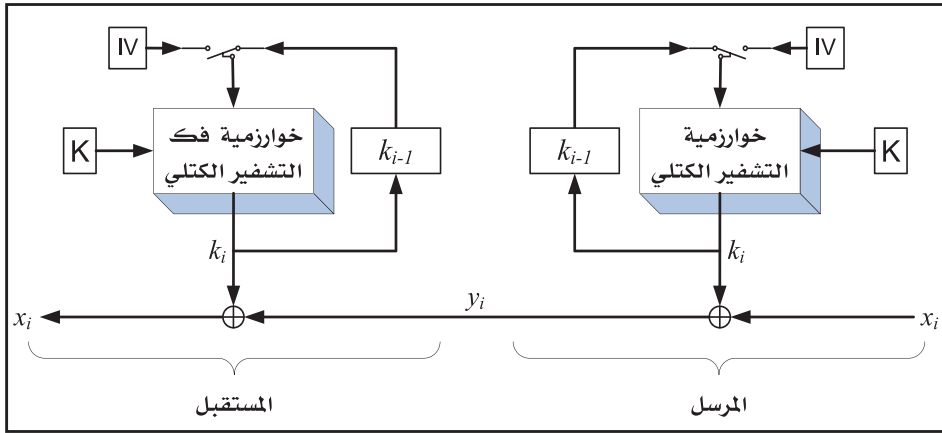 IV
IV
خوارزمية
التشفير الكتلي
K
k_{i-1}
k_{i-1}
خوارزمية فك
التشفير الكتلي
K
k_i
k_i
x_i
y_i
x_i
المرسل
المستقبل